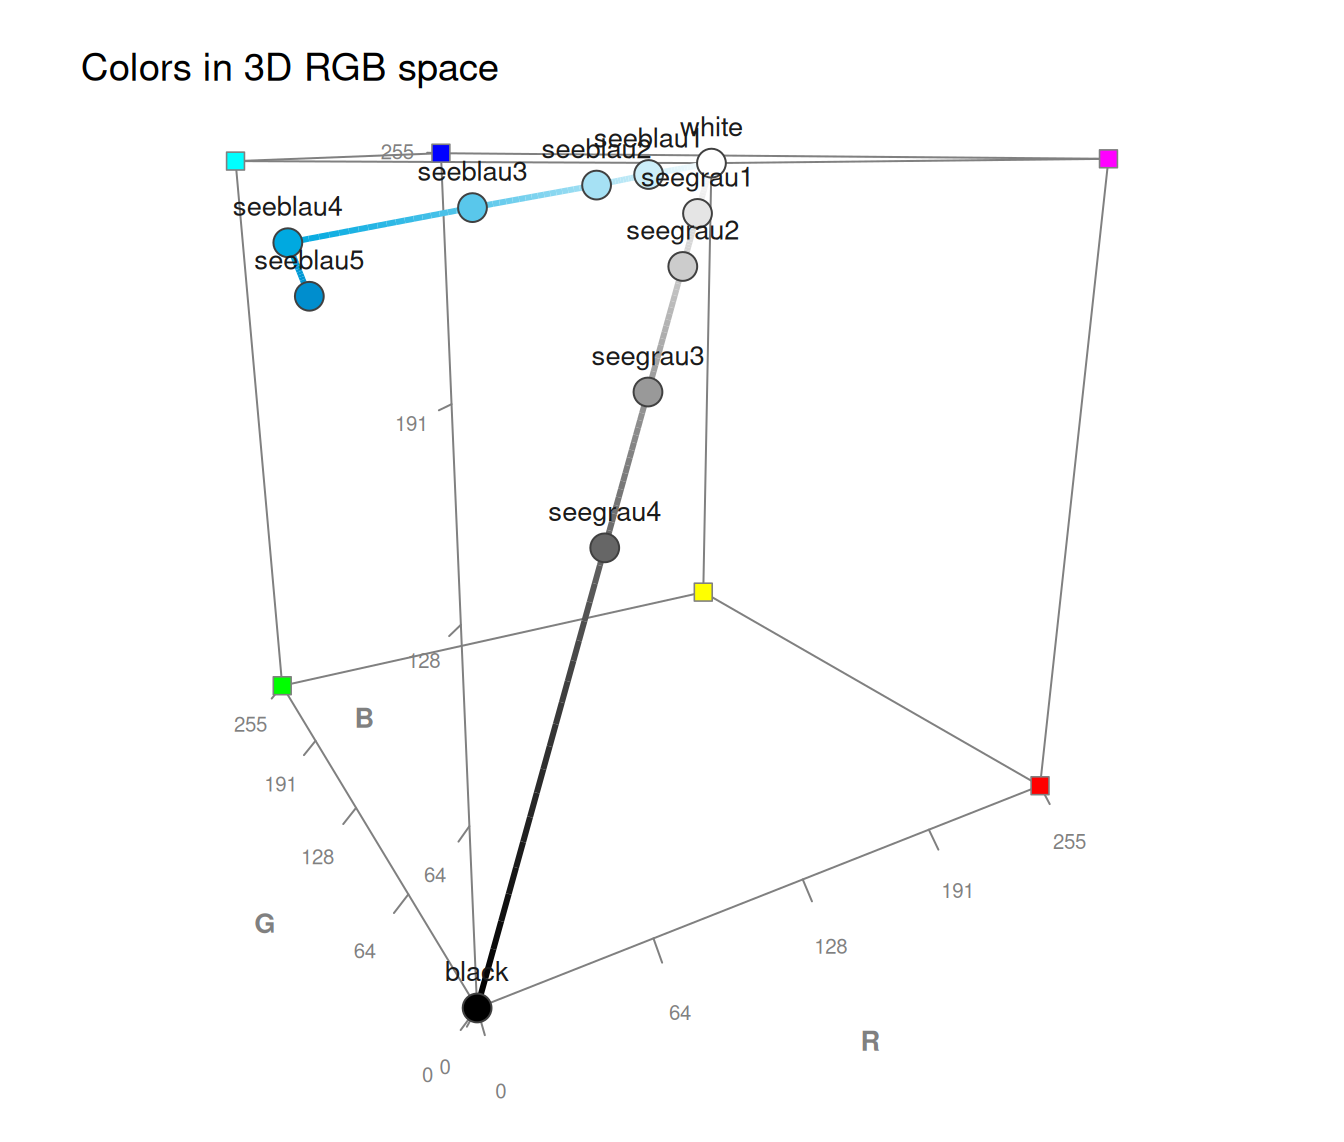 Colors in 3D RGB space
white
seeblau1
255
seeblau2
seeblau3
seegrau1
seeblau4
seegrau2
seeblau5
seegrau3
191
seegrau4
128
B
255
191
255
128
64
191
G
128
64
black
64
R
0
0
0